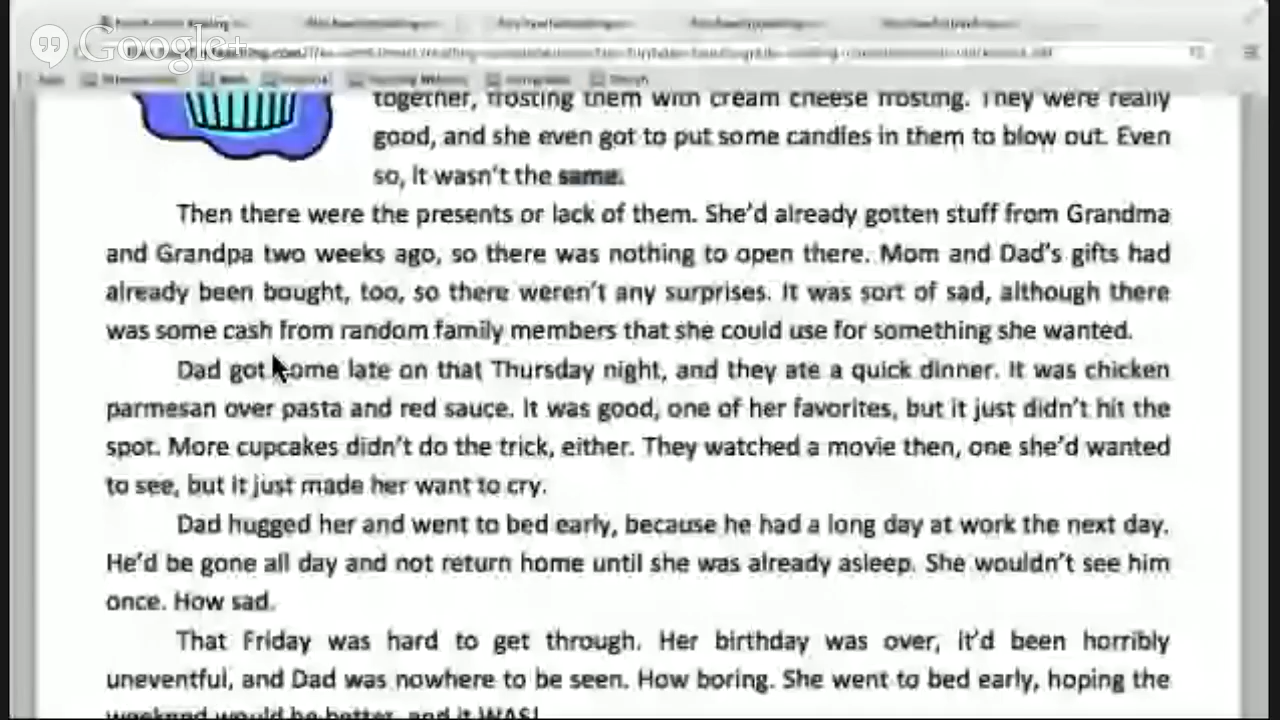 Google+
together, frosting them with cream cheese frosting. They were really
good, and she even got to put some candles in them to blow out. Even
so, it wasn't the same.
Then there were the presents or lack of them. She'd already gotten stuff from Grandma
and Grandpa two weeks ago, so there was nothing to open there. Mom and Dad's gifts had
already been bought, too, so there weren't any surprises. It was sort of sad, although there
was some cash from random family members that she could use for something she wanted.
Dad got home late on that Thursday night, and they ate a quick dinner. It was chicken
parmesan over pasta and red sauce. It was good, one of her favorites, but it just didn't hit the
spot. More cupcakes didn't do the trick, either. They watched a movie then, one she'd wanted
to see, but it just made her want to cry.
Dad hugged her and went to bed early, because he had a long day at work the next day.
He'd be gone all day and not return home until she was already asleep. She wouldn't see him
once. How sad.
That Friday was hard to get through. Her birthday was over, it'd been horribly
uneventful, and Dad was nowhere to be seen. How boring. She went to bed early, hoping the
weekend would be better, and it WAS!